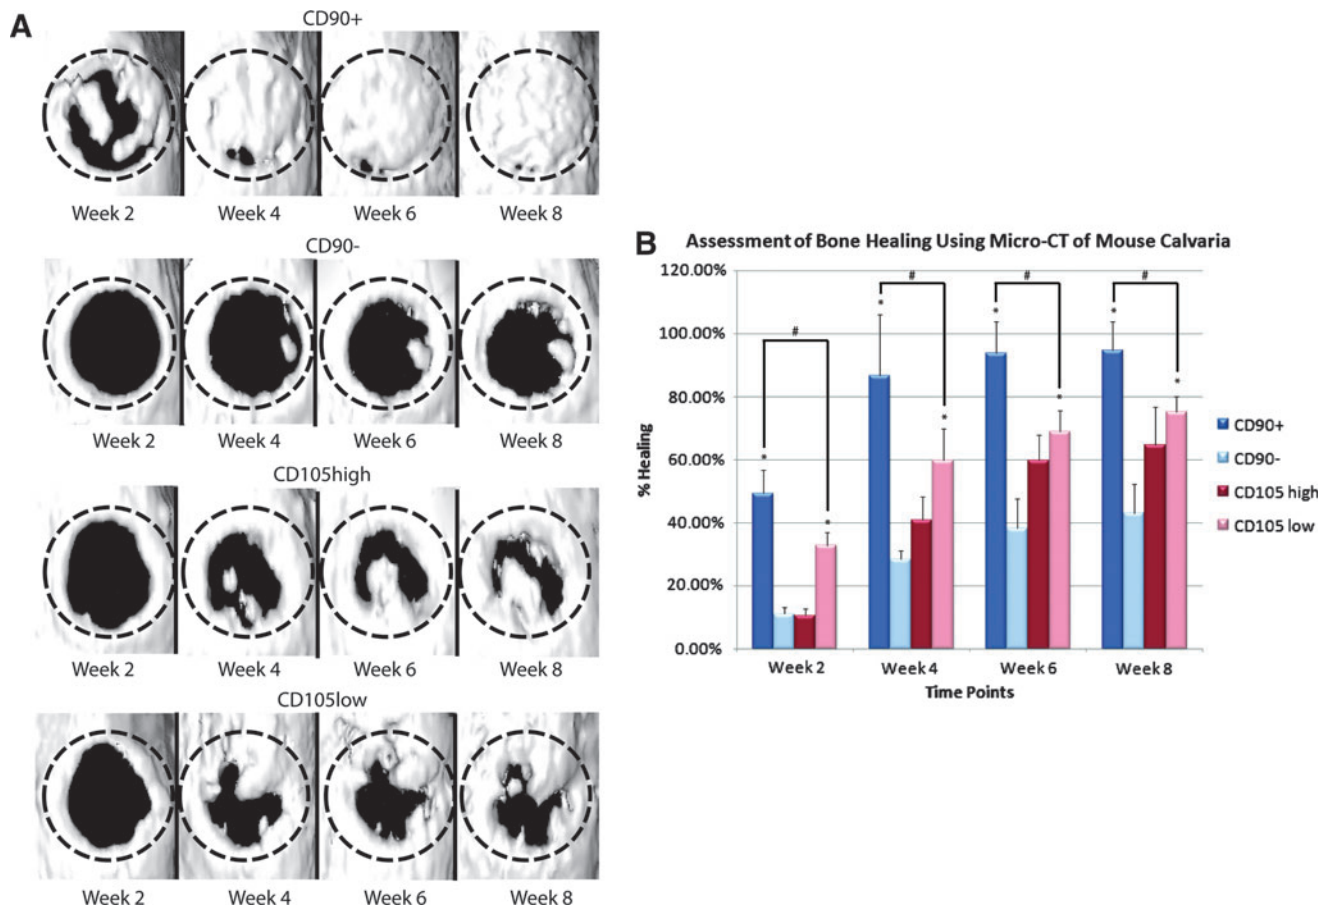 A
CD90+
Week 2 Week 4 Week 6 Week 8
CD90-
Week 2 Week 4 Week 6 Week 8
CD105high
Week 2 Week 4 Week 6 Week 8
CD105low
Week 2 Week 4 Week 6 Week 8
B
Assessment of Bone Healing Using Micro-CT of Mouse Calvaria
% Healing
120.00%
100.00%
80.00%
60.00%
40.00%
20.00%
0.00%
# # # #
* * * * * * * *
Week 2 Week 4 Week 6 Week 8
Time Points
CD90+
CD90-
CD105 high
CD105 low